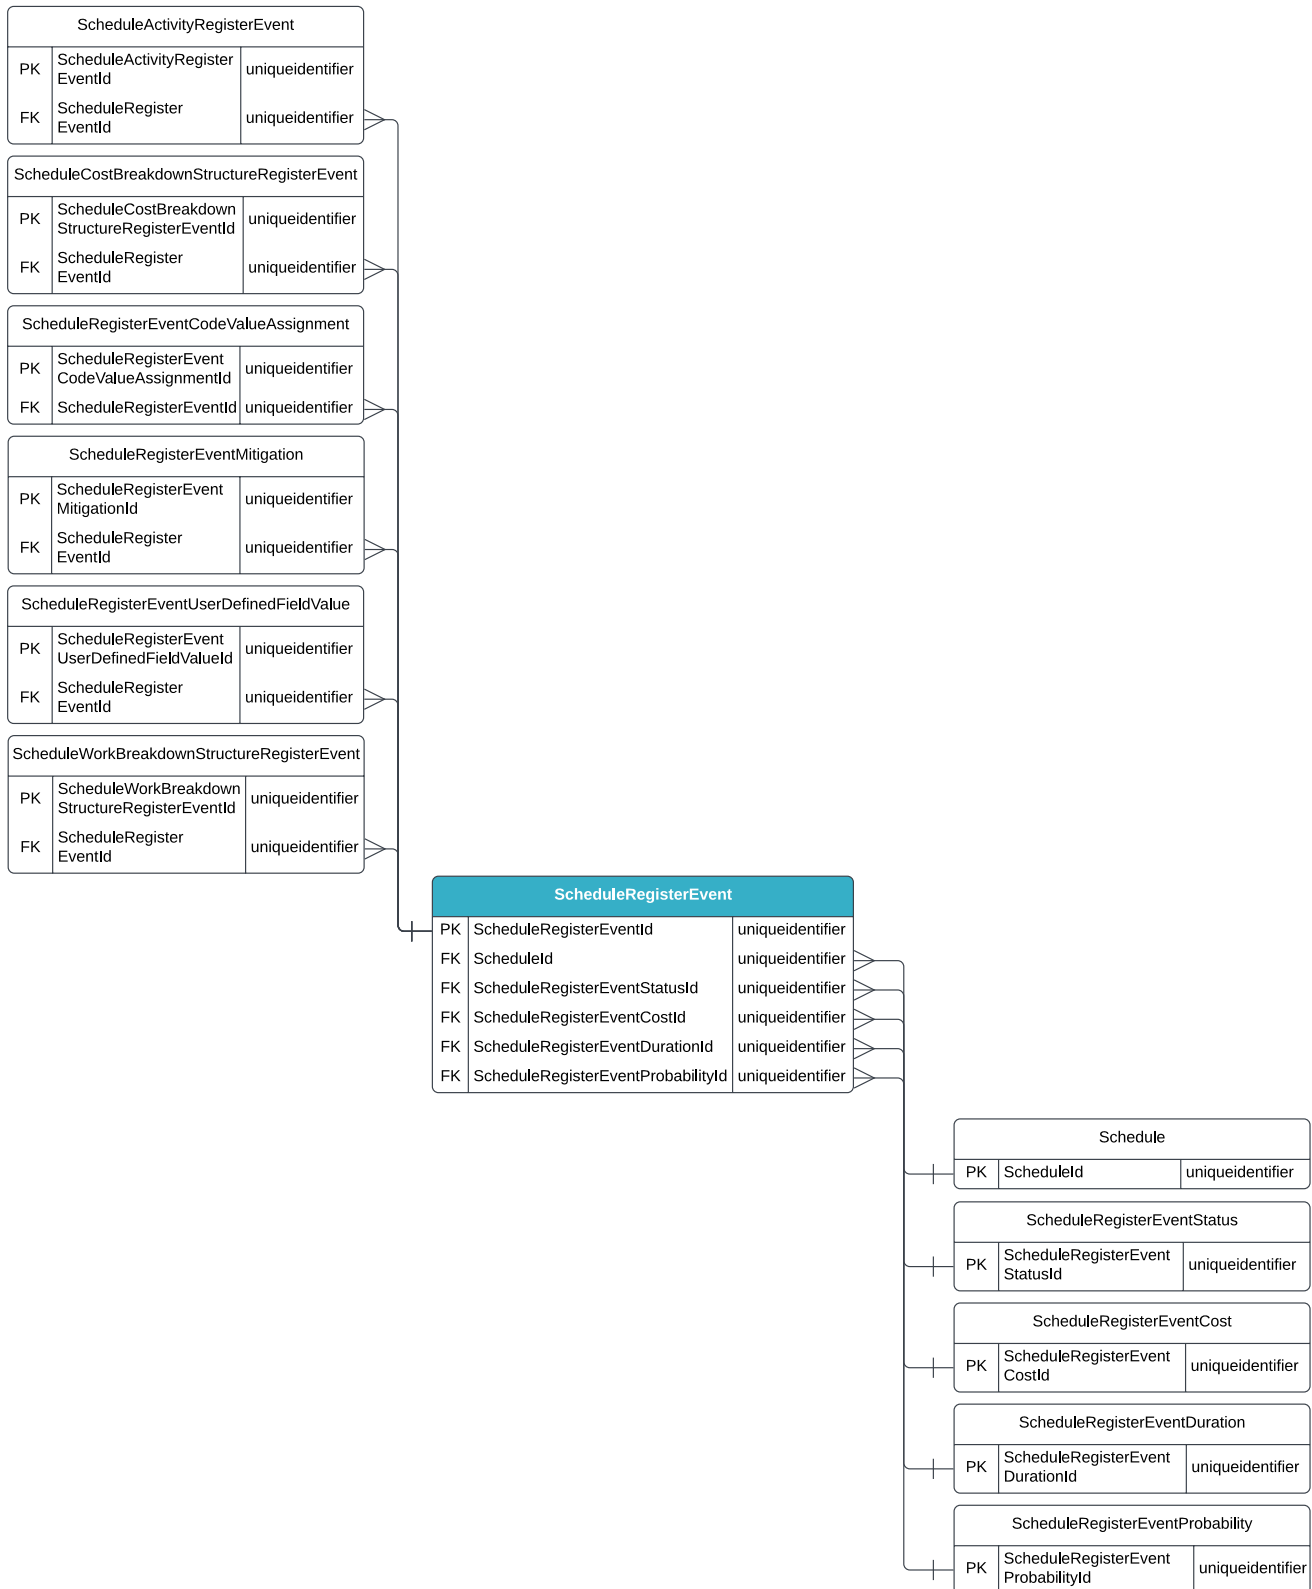 ScheduleActivityRegisterEvent
PK ScheduleActivityRegister uniqueidentifier
EventId
FK ScheduleRegister uniqueidentifier
EventId
ScheduleCostBreakdownStructureRegisterEvent
PK ScheduleCostBreakdown uniqueidentifier
StructureRegisterEventId
FK ScheduleRegister uniqueidentifier
EventId
ScheduleRegisterEventCodeValueAssignment
PK ScheduleRegisterEvent uniqueidentifier
CodeValueAssignmentId
FK ScheduleRegisterEventId uniqueidentifier
ScheduleRegisterEventMitigation
PK ScheduleRegisterEvent uniqueidentifier
MitigationId
FK ScheduleRegister uniqueidentifier
EventId
ScheduleRegisterEventUserDefinedFieldValue
PK ScheduleRegisterEvent uniqueidentifier
UserDefinedFieldValueId
FK ScheduleRegister uniqueidentifier
EventId
ScheduleWorkBreakdownStructureRegisterEvent
PK ScheduleWorkBreakdown uniqueidentifier
StructureRegisterEventId
FK ScheduleRegister uniqueidentifier
EventId
ScheduleRegisterEvent
PK ScheduleRegisterEventId uniqueidentifier
FK ScheduleId uniqueidentifier
FK ScheduleRegisterEventStatusId uniqueidentifier
FK ScheduleRegisterEventCostId uniqueidentifier
FK ScheduleRegisterEventDurationId uniqueidentifier
FK ScheduleRegisterEventProbabilityId uniqueidentifier
Schedule
PK ScheduleId uniqueidentifier
ScheduleRegisterEventStatus
PK ScheduleRegisterEvent uniqueidentifier
StatusId
ScheduleRegisterEventCost
PK ScheduleRegisterEvent uniqueidentifier
CostId
ScheduleRegisterEventDuration
PK ScheduleRegisterEvent uniqueidentifier
DurationId
ScheduleRegisterEventProbability
PK ScheduleRegisterEvent uniqueidentifier
ProbabilityId